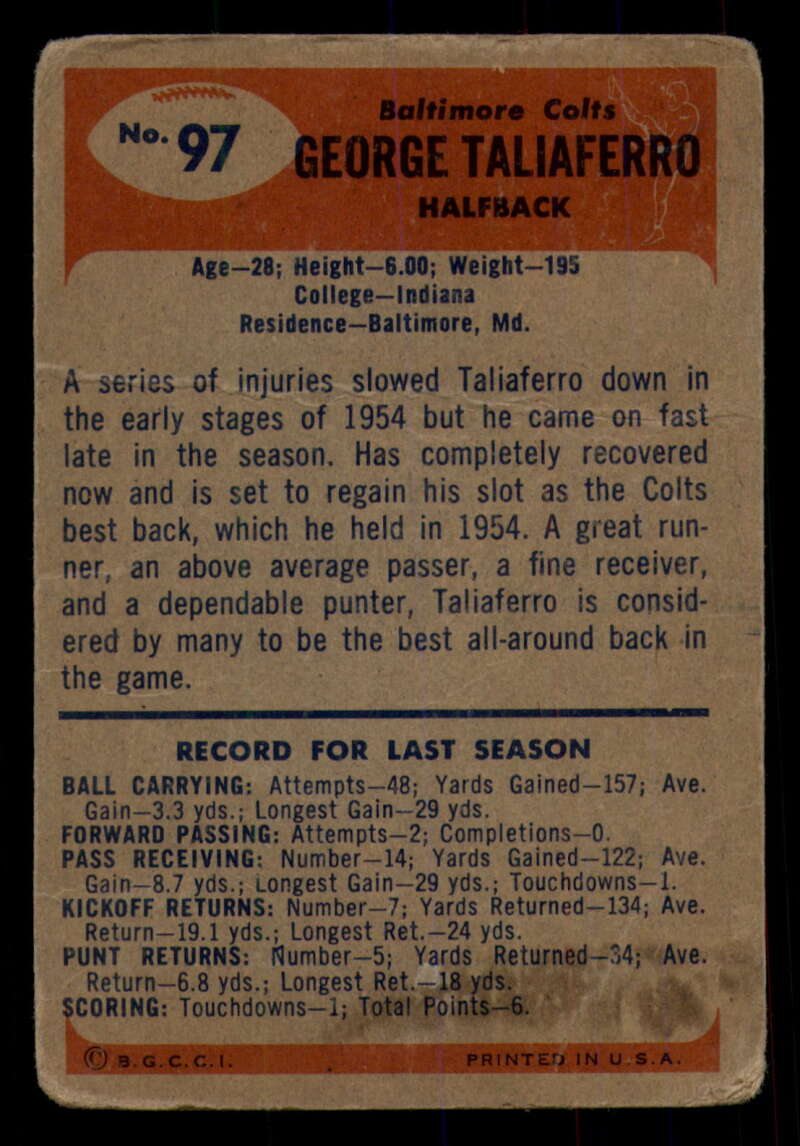 No. 97
Baltimore Colts
GEORGE TALIAFERRO
HALFBACK
Age—28; Height—6.00; Weight—195
College—Indiana
Residence—Baltimore, Md.
A series of injuries slowed Taliaferro down in
the early stages of 1954 but he came on fast
late in the season. Has completely recovered
now and is set to regain his slot as the Colts
best back, which he held in 1954. A great run-
ner, an above average passer, a fine receiver,
and a dependable punter, Taliaferro is consid-
ered by many to be the best all-around back in
the game.
RECORD FOR LAST SEASON
BALL CARRYING: Attempts—48; Yards Gained—157; Ave.
Gain—3.3 yds.; Longest Gain—29 yds.
FORWARD PASSING: Attempts—2; Completions—0.
PASS RECEIVING: Number—14; Yards Gained—122; Ave.
Gain—8.7 yds.; Longest Gain—29 yds.; Touchdowns—1.
KICKOFF RETURNS: Number—7; Yards Returned—134; Ave.
Return—19.1 yds.; Longest Ret.—24 yds.
PUNT RETURNS: Number—5; Yards Returned—34; Ave.
Return—6.8 yds.; Longest Ret.—18 yds.
SCORING: Touchdowns—1; Total Points—6.
© B.G.C.C.I.
PRINTED IN U.S.A.